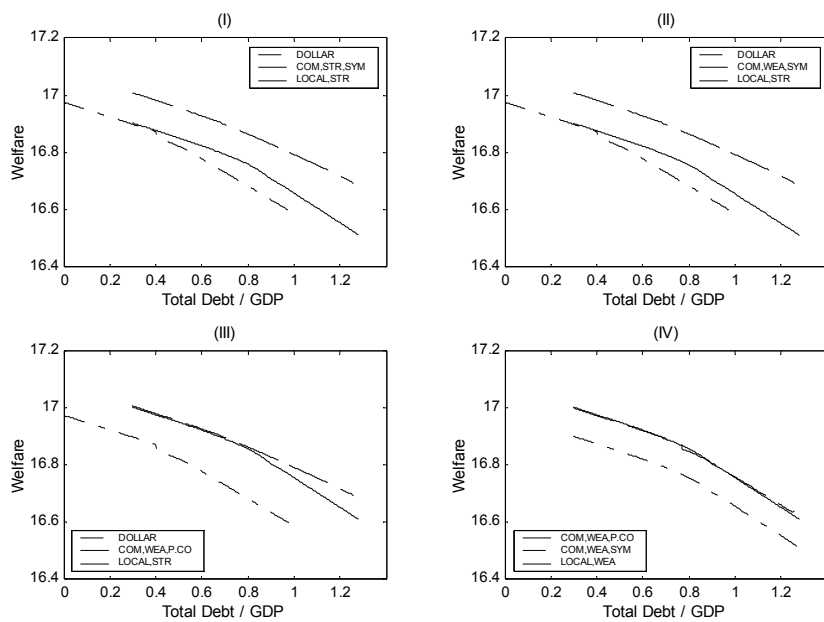 (I)
17.2
17
16.8
16.6
16.4
Welfare
DOLLAR
COM,STR,SYM
LOCAL,STR
0 0.2 0.4 0.6 0.8 1 1.2
Total Debt / GDP
(II)
17.2
17
16.8
16.6
16.4
Welfare
DOLLAR
COM,WEA,SYM
LOCAL,STR
0 0.2 0.4 0.6 0.8 1 1.2
Total Debt / GDP
(III)
17.2
17
16.8
16.6
16.4
Welfare
DOLLAR
COM,WEA,P.CO
LOCAL,STR
0 0.2 0.4 0.6 0.8 1 1.2
Total Debt / GDP
(IV)
17.2
17
16.8
16.6
16.4
Welfare
COM,WEA,P.CO
COM,WEA,SYM
LOCAL,WEA
0 0.2 0.4 0.6 0.8 1 1.2
Total Debt / GDP